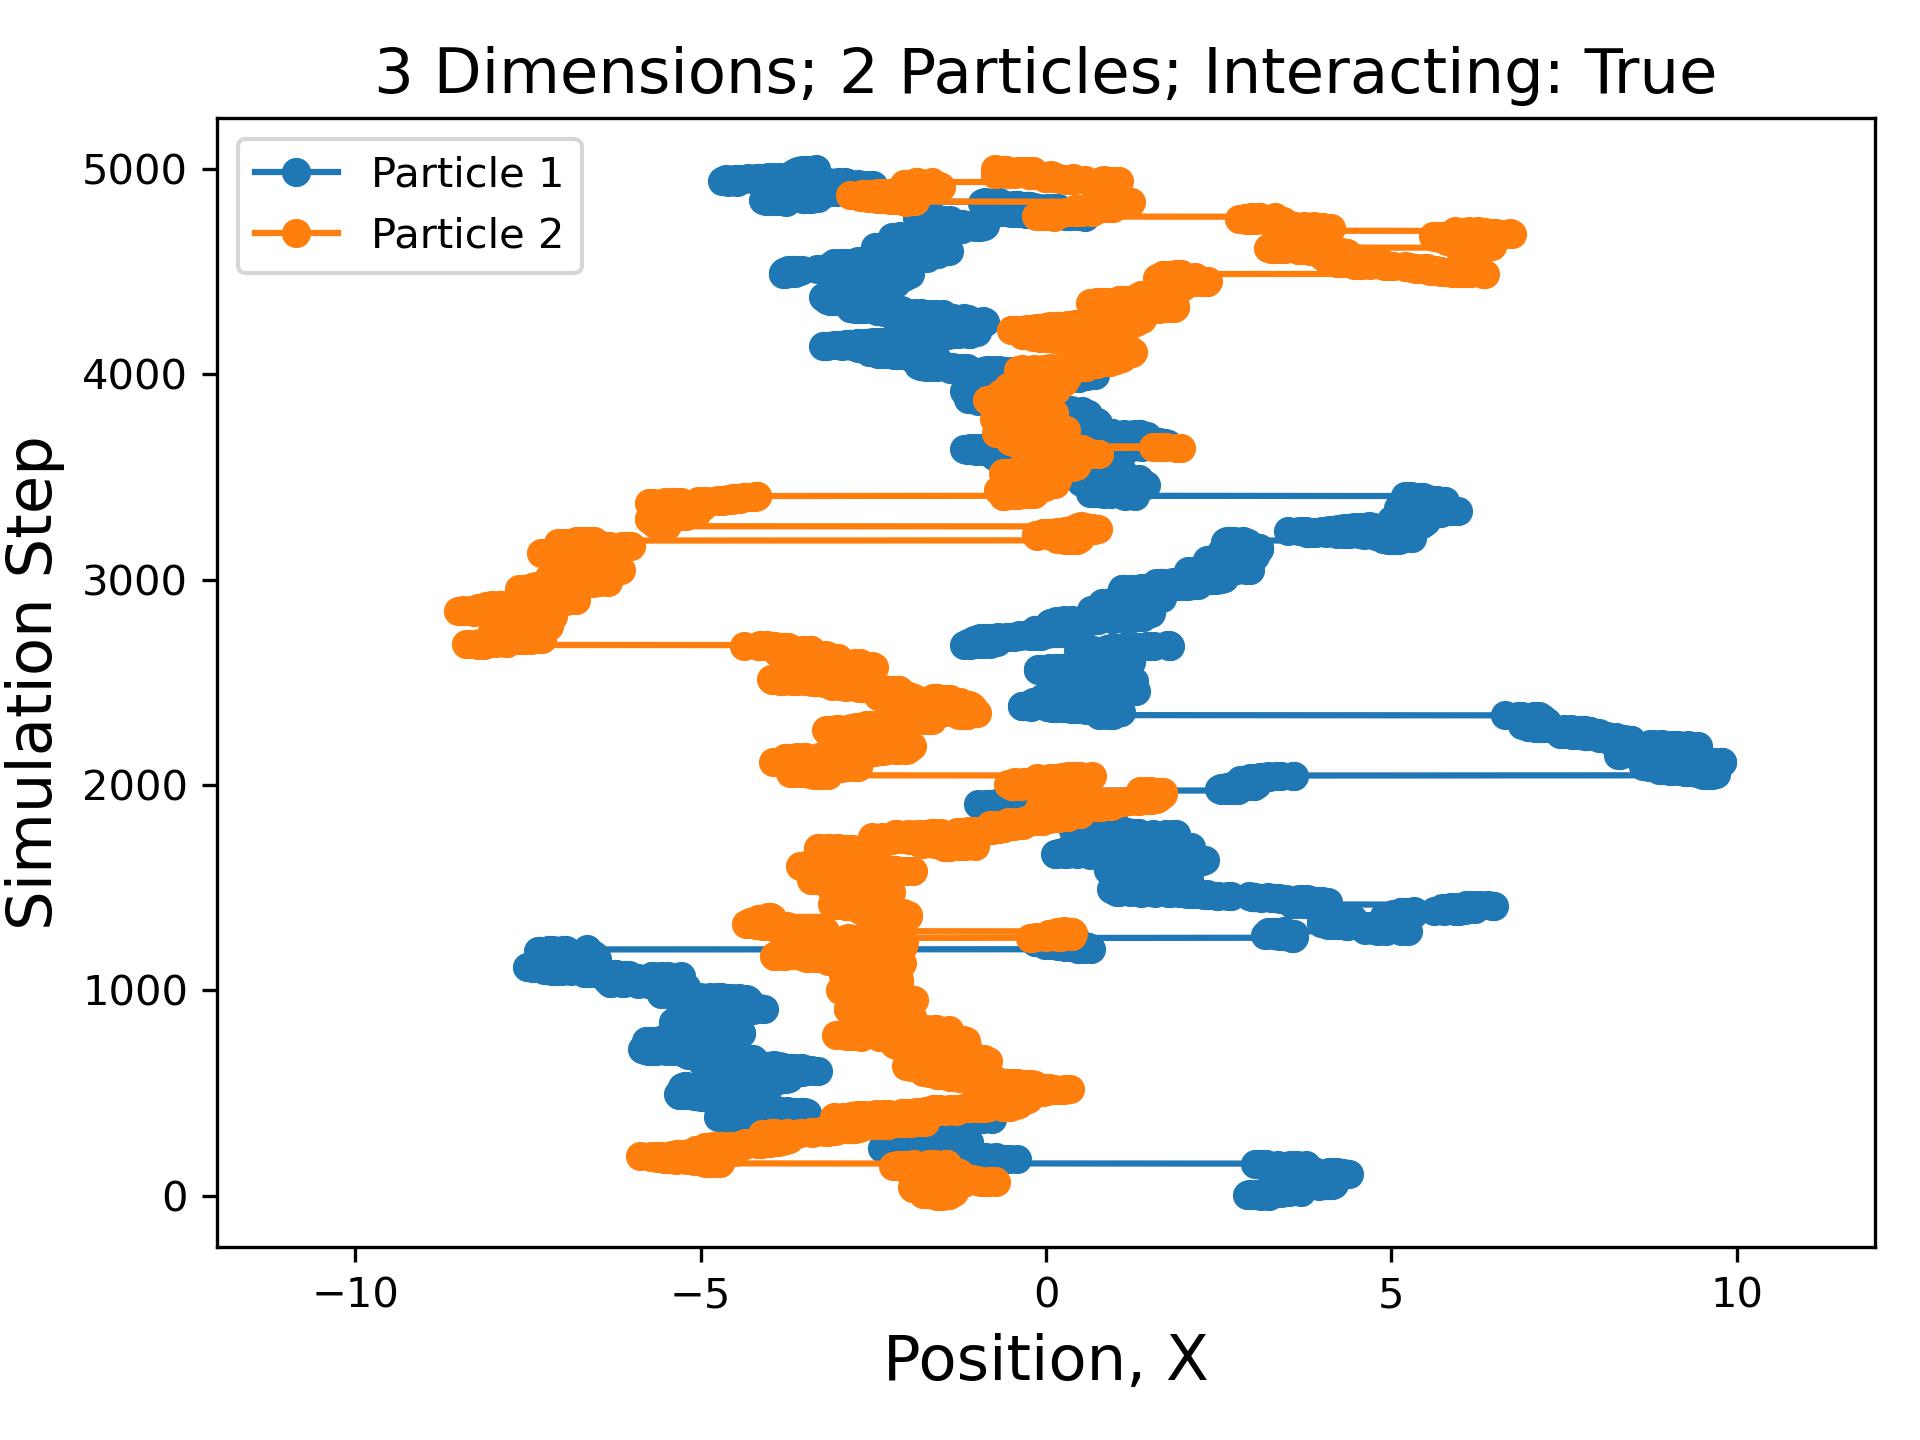 3 Dimensions; 2 Particles; Interacting: True
Particle 1
Particle 2
5000
4000
3000
2000
1000
0
Simulation Step
−10
−5
0
5
10
Position, X